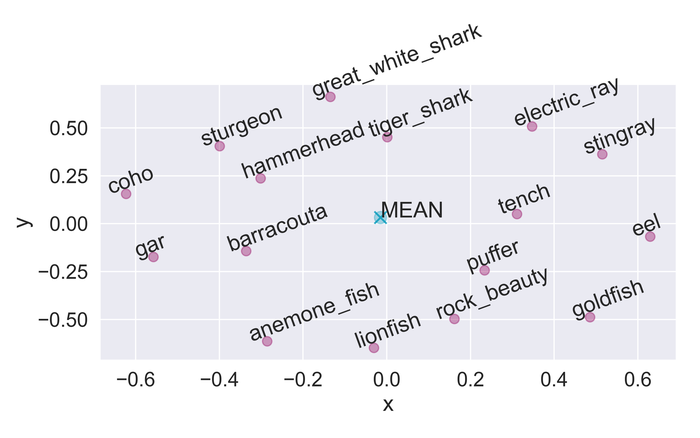 great_white_shark
sturgeon
hammerhead
tiger_shark
electric_ray
stingray
coho
tench
MEAN
gar
barracouta
eel
puffer
anemone_fish
lionfish
rock_beauty
goldfish
y
0.50
0.25
0.00
−0.25
−0.50
−0.6 −0.4 −0.2 0.0 0.2 0.4 0.6
x